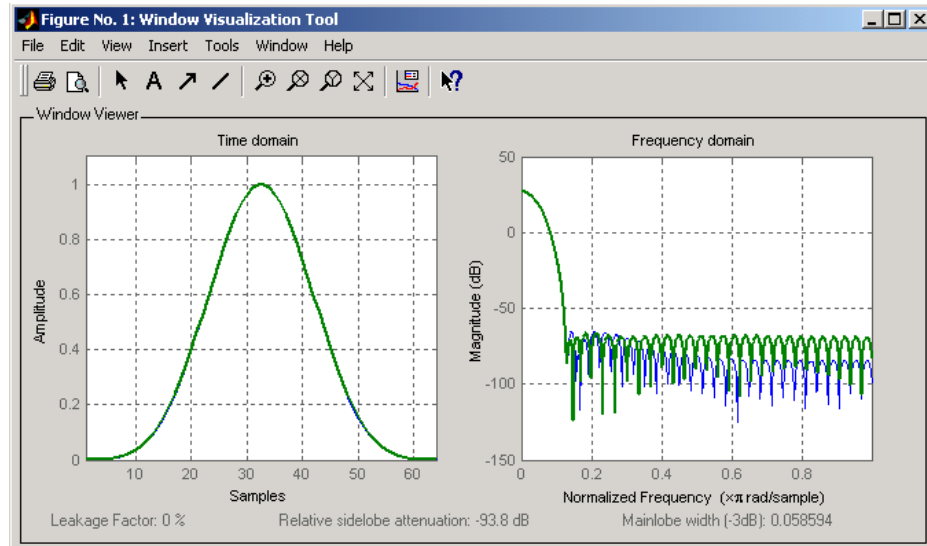 Figure No. 1: Window Visualization Tool
File Edit View Insert Tools Window Help
A
Window Viewer
Time domain
Frequency domain
1
0.8
0.6
0.4
0.2
0
10 20 30 40 50 60
Amplitude
Samples
50
0
-50
-100
-150
0 0.2 0.4 0.6 0.8
Magnitude (dB)
Normalized Frequency (×π rad/sample)
Leakage Factor: 0 % Relative sidelobe attenuation: -93.8 dB Mainlobe width (-3dB): 0.058594